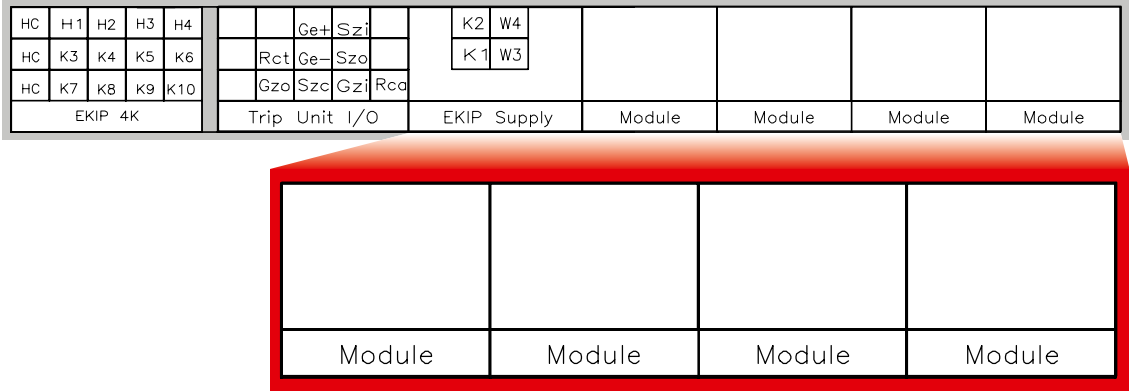 HC H1 H2 H3 H4 Ge+ Szi K2 W4
HC K3 K4 K5 K6 Rct Ge- Szo K1 W3
HC K7 K8 K9 K10 Gzo Szc Gzi Rca
EKIP 4K Trip Unit I/O EKIP Supply Module Module Module Module
Module Module Module Module